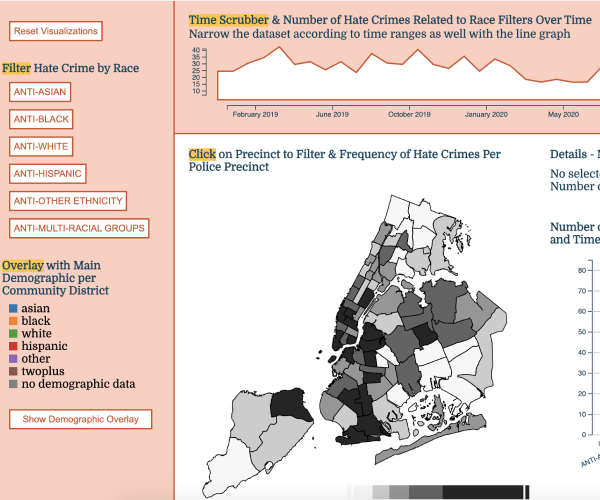 Reset Visualizations
Filter Hate Crime by Race
ANTI-ASIAN
ANTI-BLACK
ANTI-WHITE
ANTI-HISPANIC
ANTI-OTHER ETHNICITY
ANTI-MULTI-RACIAL GROUPS
Overlay with Main
Demographic per
Community District
asian
black
white
hispanic
other
twoplus
no demographic data
Show Demographic Overlay
Time Scrubber & Number of Hate Crimes Related to Race Filters Over Time
Narrow the dataset according to time ranges as well with the line graph
40
35
30
25
20
15
10
February 2019
June 2019
October 2019
January 2020
May 2020
Click on Precinct to Filter & Frequency of Hate Crimes Per
Police Precinct
Details -
No select
Number
Number
and Time
80
70
60
50
40
30
20
10
0
ANTI-A